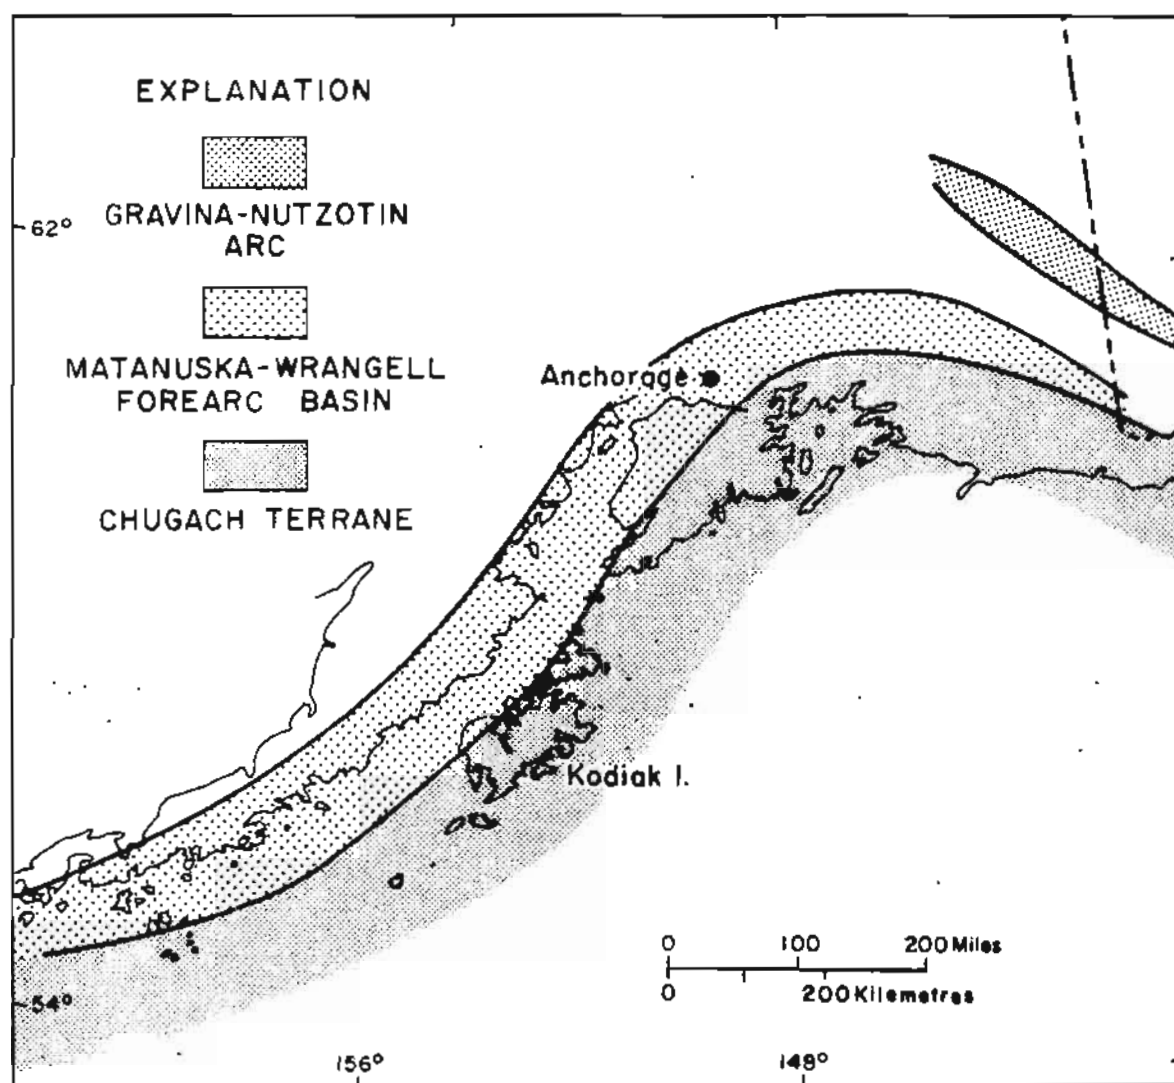 EXPLANATION
GRAVINA-NUTZOTIN
ARC
MATANUSKA-WRANGELL
FOREARC BASIN
CHUGACH TERRANE
62°
Anchorage
Kodiak I.
0 100 200 Miles
0 200 Kilometres
54°
156° 148°